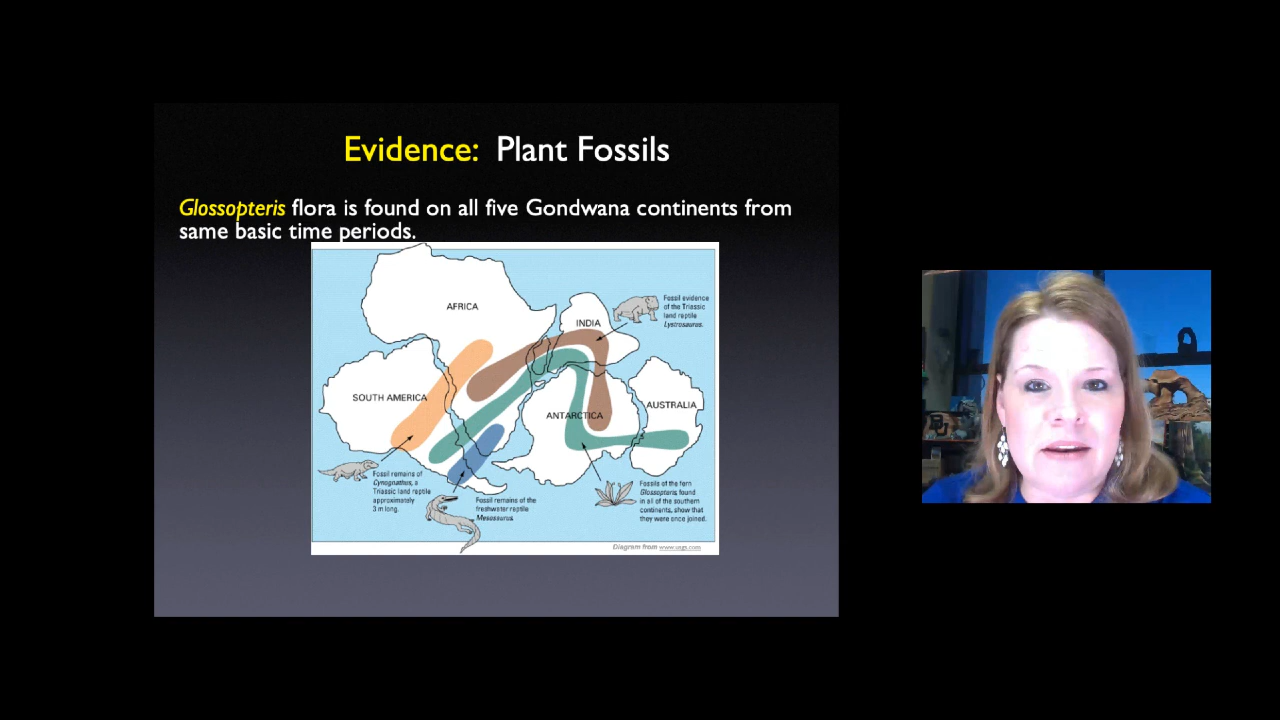 Evidence: Plant Fossils
Glossopteris flora is found on all five Gondwana continents from
same basic time periods.
AFRICA
INDIA
Fossil evidence
of the Triassic
land reptile
Lystrosaurus.
SOUTH AMERICA
ANTARCTICA
AUSTRALIA
Fossil remains of
Cynognathus, a
Triassic land reptile
approximately
3 m long.
Fossil remains of the
freshwater reptile
Mesosaurus.
Fossils of the fern
Glossopteris, found
in all of the southern
continents, show that
they were once joined.
Diagram from www.usgs.com